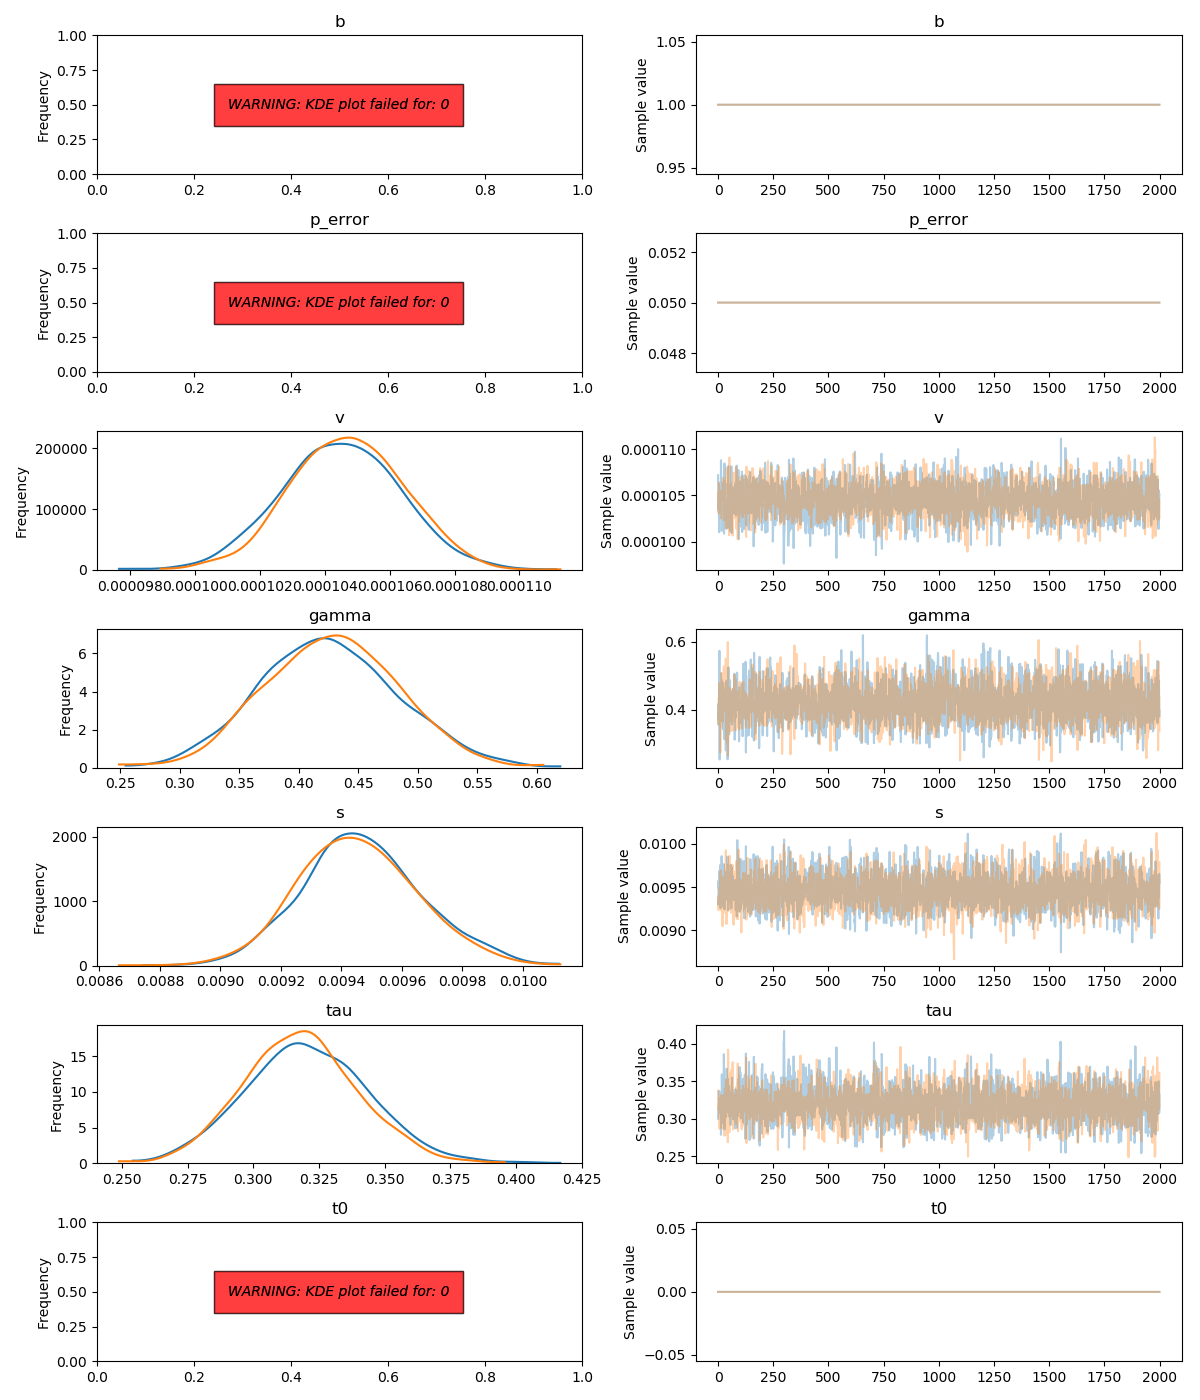 b
b
1.00
0.75
0.50
0.25
0.00
Frequency
WARNING: KDE plot failed for: 0
0.0 0.2 0.4 0.6 0.8 1.0
1.05
1.00
0.95
Sample value
0 250 500 750 1000 1250 1500 1750 2000
p_error
p_error
1.00
0.75
0.50
0.25
0.00
Frequency
WARNING: KDE plot failed for: 0
0.0 0.2 0.4 0.6 0.8 1.0
0.052
0.050
0.048
Sample value
0 250 500 750 1000 1250 1500 1750 2000
v
v
200000
100000
0
Frequency
0.000098 0.000100 0.000102 0.000104 0.000106 0.000108 0.000110
0.000110
0.000105
0.000100
Sample value
0 250 500 750 1000 1250 1500 1750 2000
gamma
gamma
6
4
2
0
Frequency
0.25 0.30 0.35 0.40 0.45 0.50 0.55 0.60
0.6
0.4
Sample value
0 250 500 750 1000 1250 1500 1750 2000
s
s
2000
1000
0
Frequency
0.0086 0.0088 0.0090 0.0092 0.0094 0.0096 0.0098 0.0100
0.0100
0.0095
0.0090
Sample value
0 250 500 750 1000 1250 1500 1750 2000
tau
tau
15
10
5
0
Frequency
0.250 0.275 0.300 0.325 0.350 0.375 0.400 0.425
0.40
0.35
0.30
0.25
Sample value
0 250 500 750 1000 1250 1500 1750 2000
t0
t0
1.00
0.75
0.50
0.25
0.00
Frequency
WARNING: KDE plot failed for: 0
0.0 0.2 0.4 0.6 0.8 1.0
0.05
0.00
−0.05
Sample value
0 250 500 750 1000 1250 1500 1750 2000